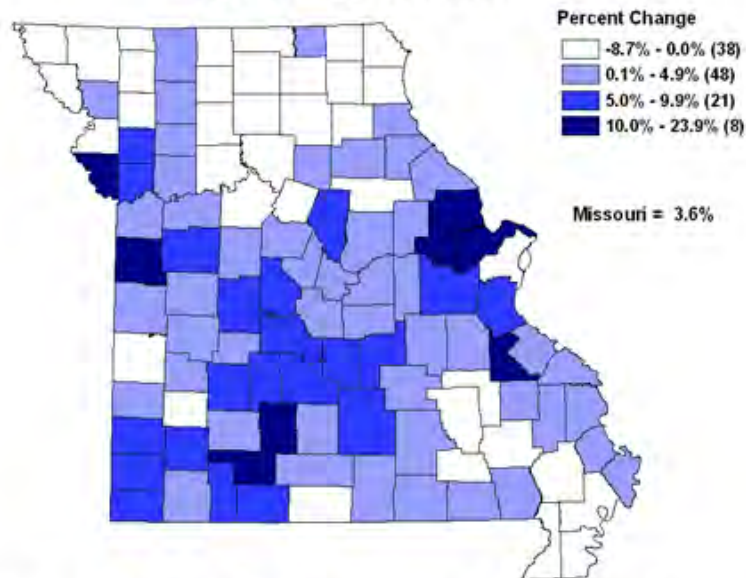 Percent Change
-8.7% - 0.0% (38)
0.1% - 4.9% (48)
5.0% - 9.9% (21)
10.0% - 23.9% (8)
Missouri = 3.6%